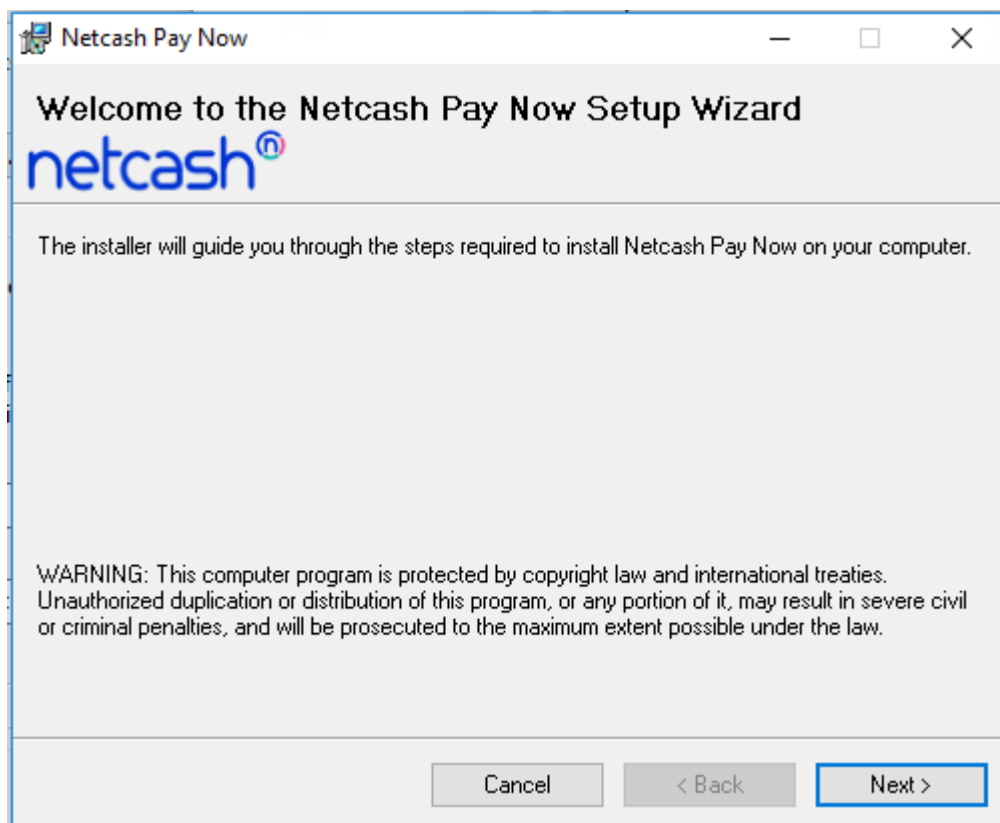 Netcash Pay Now
Welcome to the Netcash Pay Now Setup Wizard
netcash n
The installer will guide you through the steps required to install Netcash Pay Now on your computer.
WARNING: This computer program is protected by copyright law and international treaties.
Unauthorized duplication or distribution of this program, or any portion of it, may result in severe civil
or criminal penalties, and will be prosecuted to the maximum extent possible under the law.
Cancel
< Back
Next >